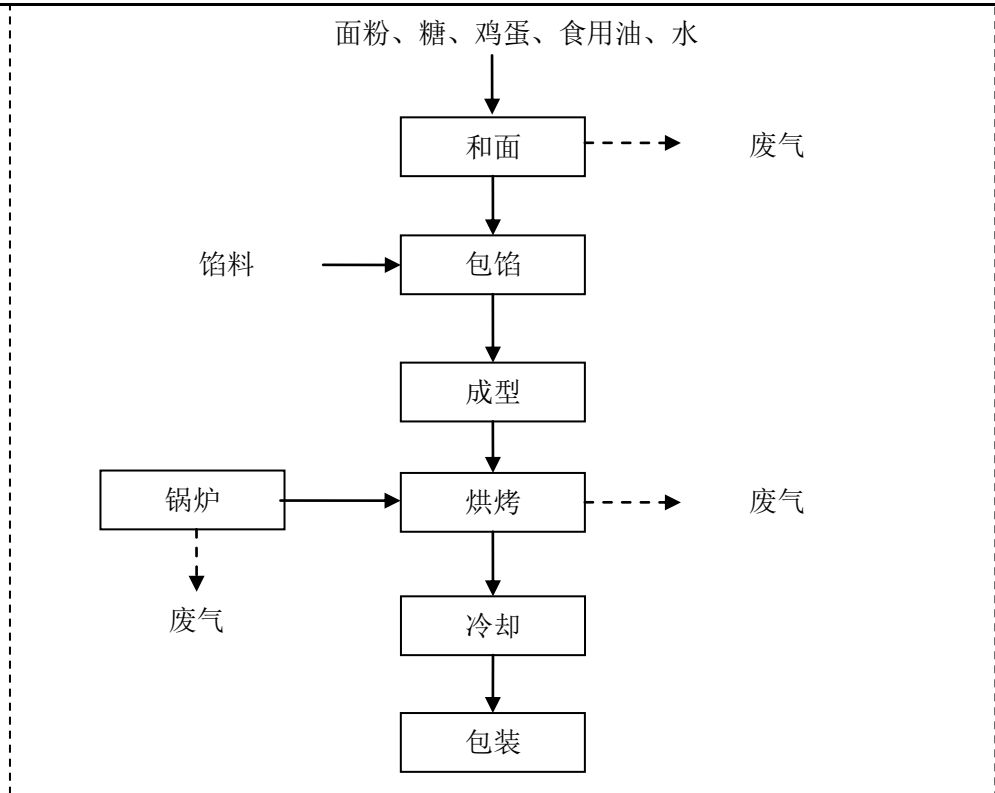 面粉、糖、鸡蛋、食用油、水
和面
废气
馅料
包馅
成型
锅炉
烘烤
废气
废气
冷却
包装